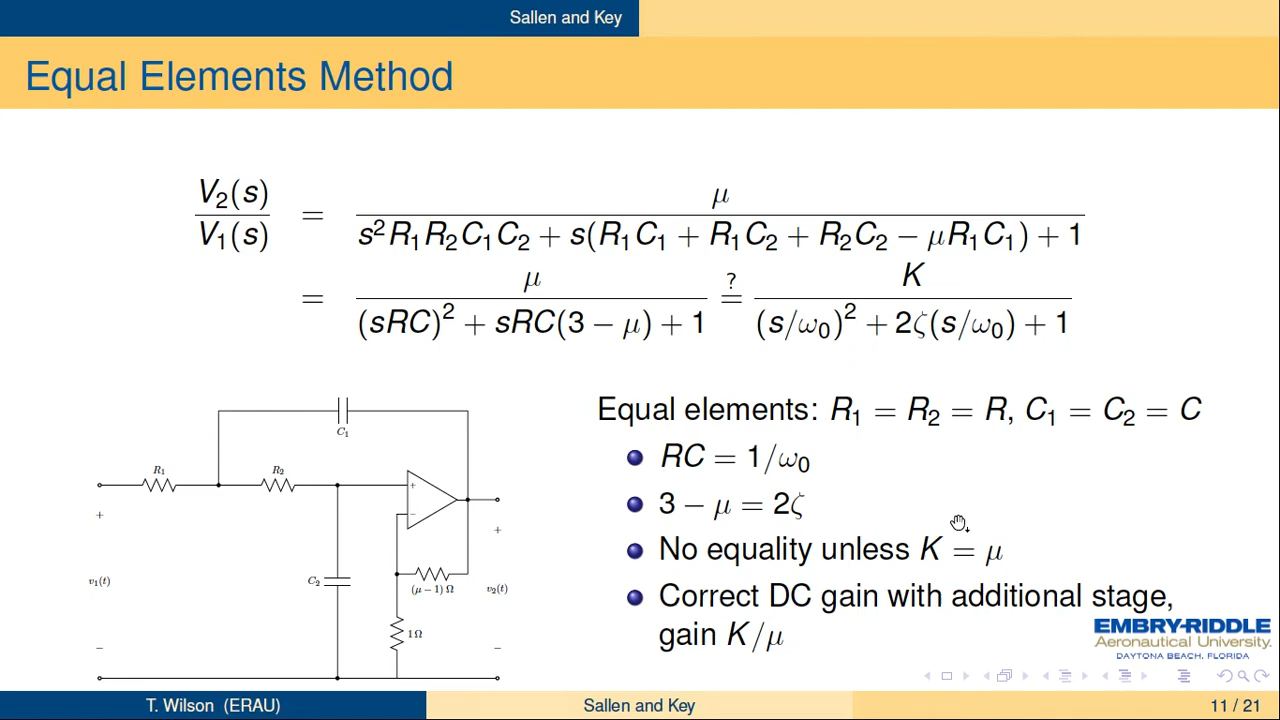 Sallen and Key
Equal Elements Method
V₂(s)/V₁(s) = μ / (s²R₁R₂C₁C₂ + s(R₁C₁ + R₁C₂ + R₂C₂ − μR₁C₁) + 1)
= μ / ((sRC)² + sRC(3 − μ) + 1) ≟ K / ((s/ω₀)² + 2ζ(s/ω₀) + 1)
Equal elements: R₁ = R₂ = R, C₁ = C₂ = C
RC = 1/ω₀
3 − μ = 2ζ
No equality unless K = μ
Correct DC gain with additional stage,
gain K/μ
C₁
R₁
R₂
+
−
+
+
C₂
v₁(t)
(μ−1) Ω
v₂(t)
1 Ω
−
−
EMBRY-RIDDLE
Aeronautical University.
DAYTONA BEACH, FLORIDA
T. Wilson (ERAU)
Sallen and Key
11 / 21